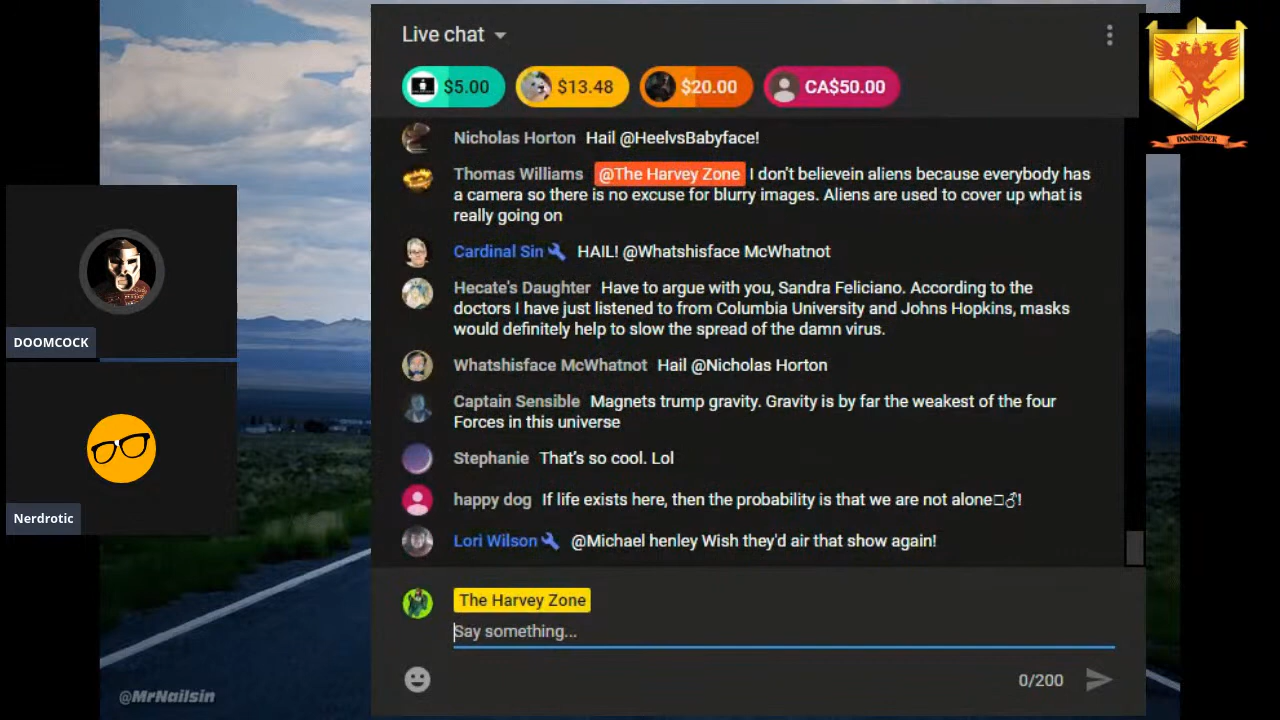 Live chat
$5.00 $13.48 $20.00 CA$50.00
DOOMCOCK
Nicholas Horton Hail @HeelvsBabyface!
Thomas Williams @The Harvey Zone I don't believein aliens because everybody has
a camera so there is no excuse for blurry images. Aliens are used to cover up what is
really going on
Cardinal Sin HAIL! @Whatshisface McWhatnot
Hecate's Daughter Have to argue with you, Sandra Feliciano. According to the
doctors I have just listened to from Columbia University and Johns Hopkins, masks
would definitely help to slow the spread of the damn virus.
DOOMCOCK
Whatshisface McWhatnot Hail @Nicholas Horton
Captain Sensible Magnets trump gravity. Gravity is by far the weakest of the four
Forces in this universe
Stephanie That's so cool. Lol
happy dog If life exists here, then the probability is that we are not alone□♂!
Nerdrotic
Lori Wilson @Michael henley Wish they'd air that show again!
The Harvey Zone
Say something...
0/200
@MrNailsin